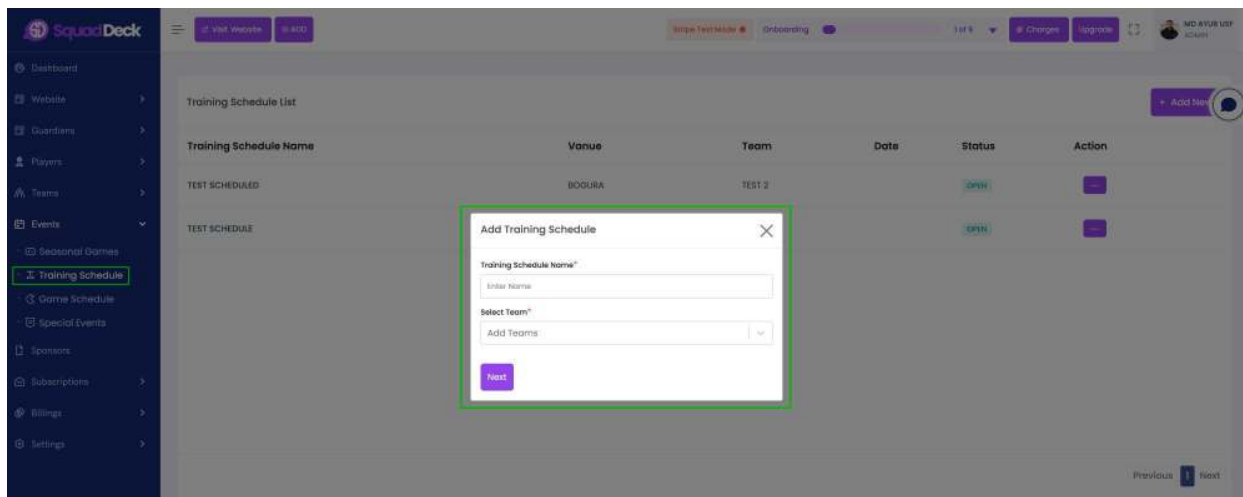 SquadDeck
Visit Website
ADD
Stripe Test Mode
Onboarding
1 of 6
Charges
Upgrade
MD AYUB USF
ADMIN
Dashboard
Website
Guardians
Players
Teams
Events
Seasonal Games
Training Schedule
Game Schedule
Special Events
Sponsors
Subscriptions
Billings
Settings
Training Schedule List
+ Add New
Training Schedule Name Vanue Team Date Status Action
TEST SCHEDULED BOGURA TEST 2 OPEN
TEST SCHEDULE OPEN
Add Training Schedule
Training Schedule Name*
Enter Name
Select Team*
Add Teams
Next
Previous 1 Next